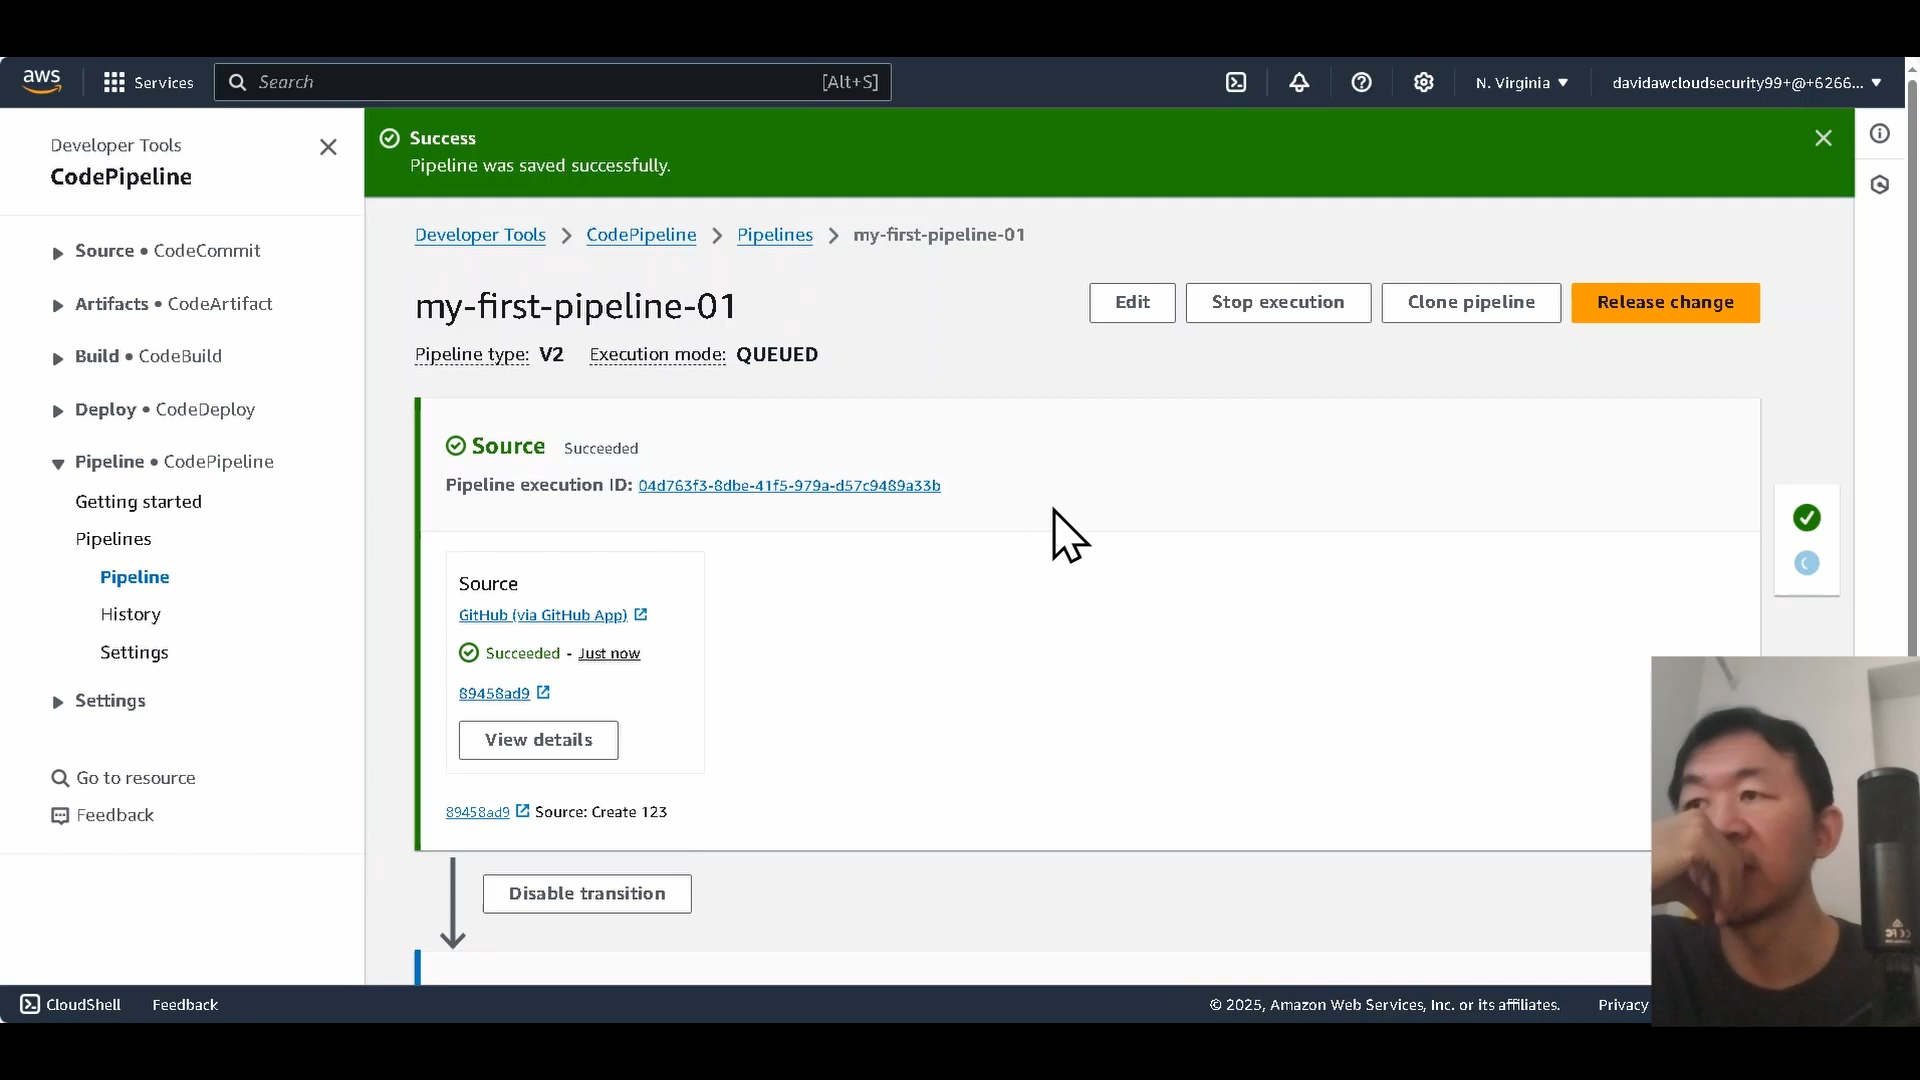 aws
Services
Search
[Alt+S]
N. Virginia
davidawcloudsecurity99+@+6266...
Developer Tools
CodePipeline
Source • CodeCommit
Artifacts • CodeArtifact
Build • CodeBuild
Deploy • CodeDeploy
Pipeline • CodePipeline
Getting started
Pipelines
Pipeline
History
Settings
Settings
Go to resource
Feedback
Success
Pipeline was saved successfully.
Developer Tools
CodePipeline
Pipelines
my-first-pipeline-01
my-first-pipeline-01
Edit
Stop execution
Clone pipeline
Release change
Pipeline type: V2
Execution mode: QUEUED
Source Succeeded
Pipeline execution ID: 04d763f3-8dbe-41f5-979a-d57c9489a33b
Source
GitHub (via GitHub App)
Succeeded - Just now
89458ad9
View details
89458ad9 Source: Create 123
Disable transition
CloudShell
Feedback
© 2025, Amazon Web Services, Inc. or its affiliates.
Privacy